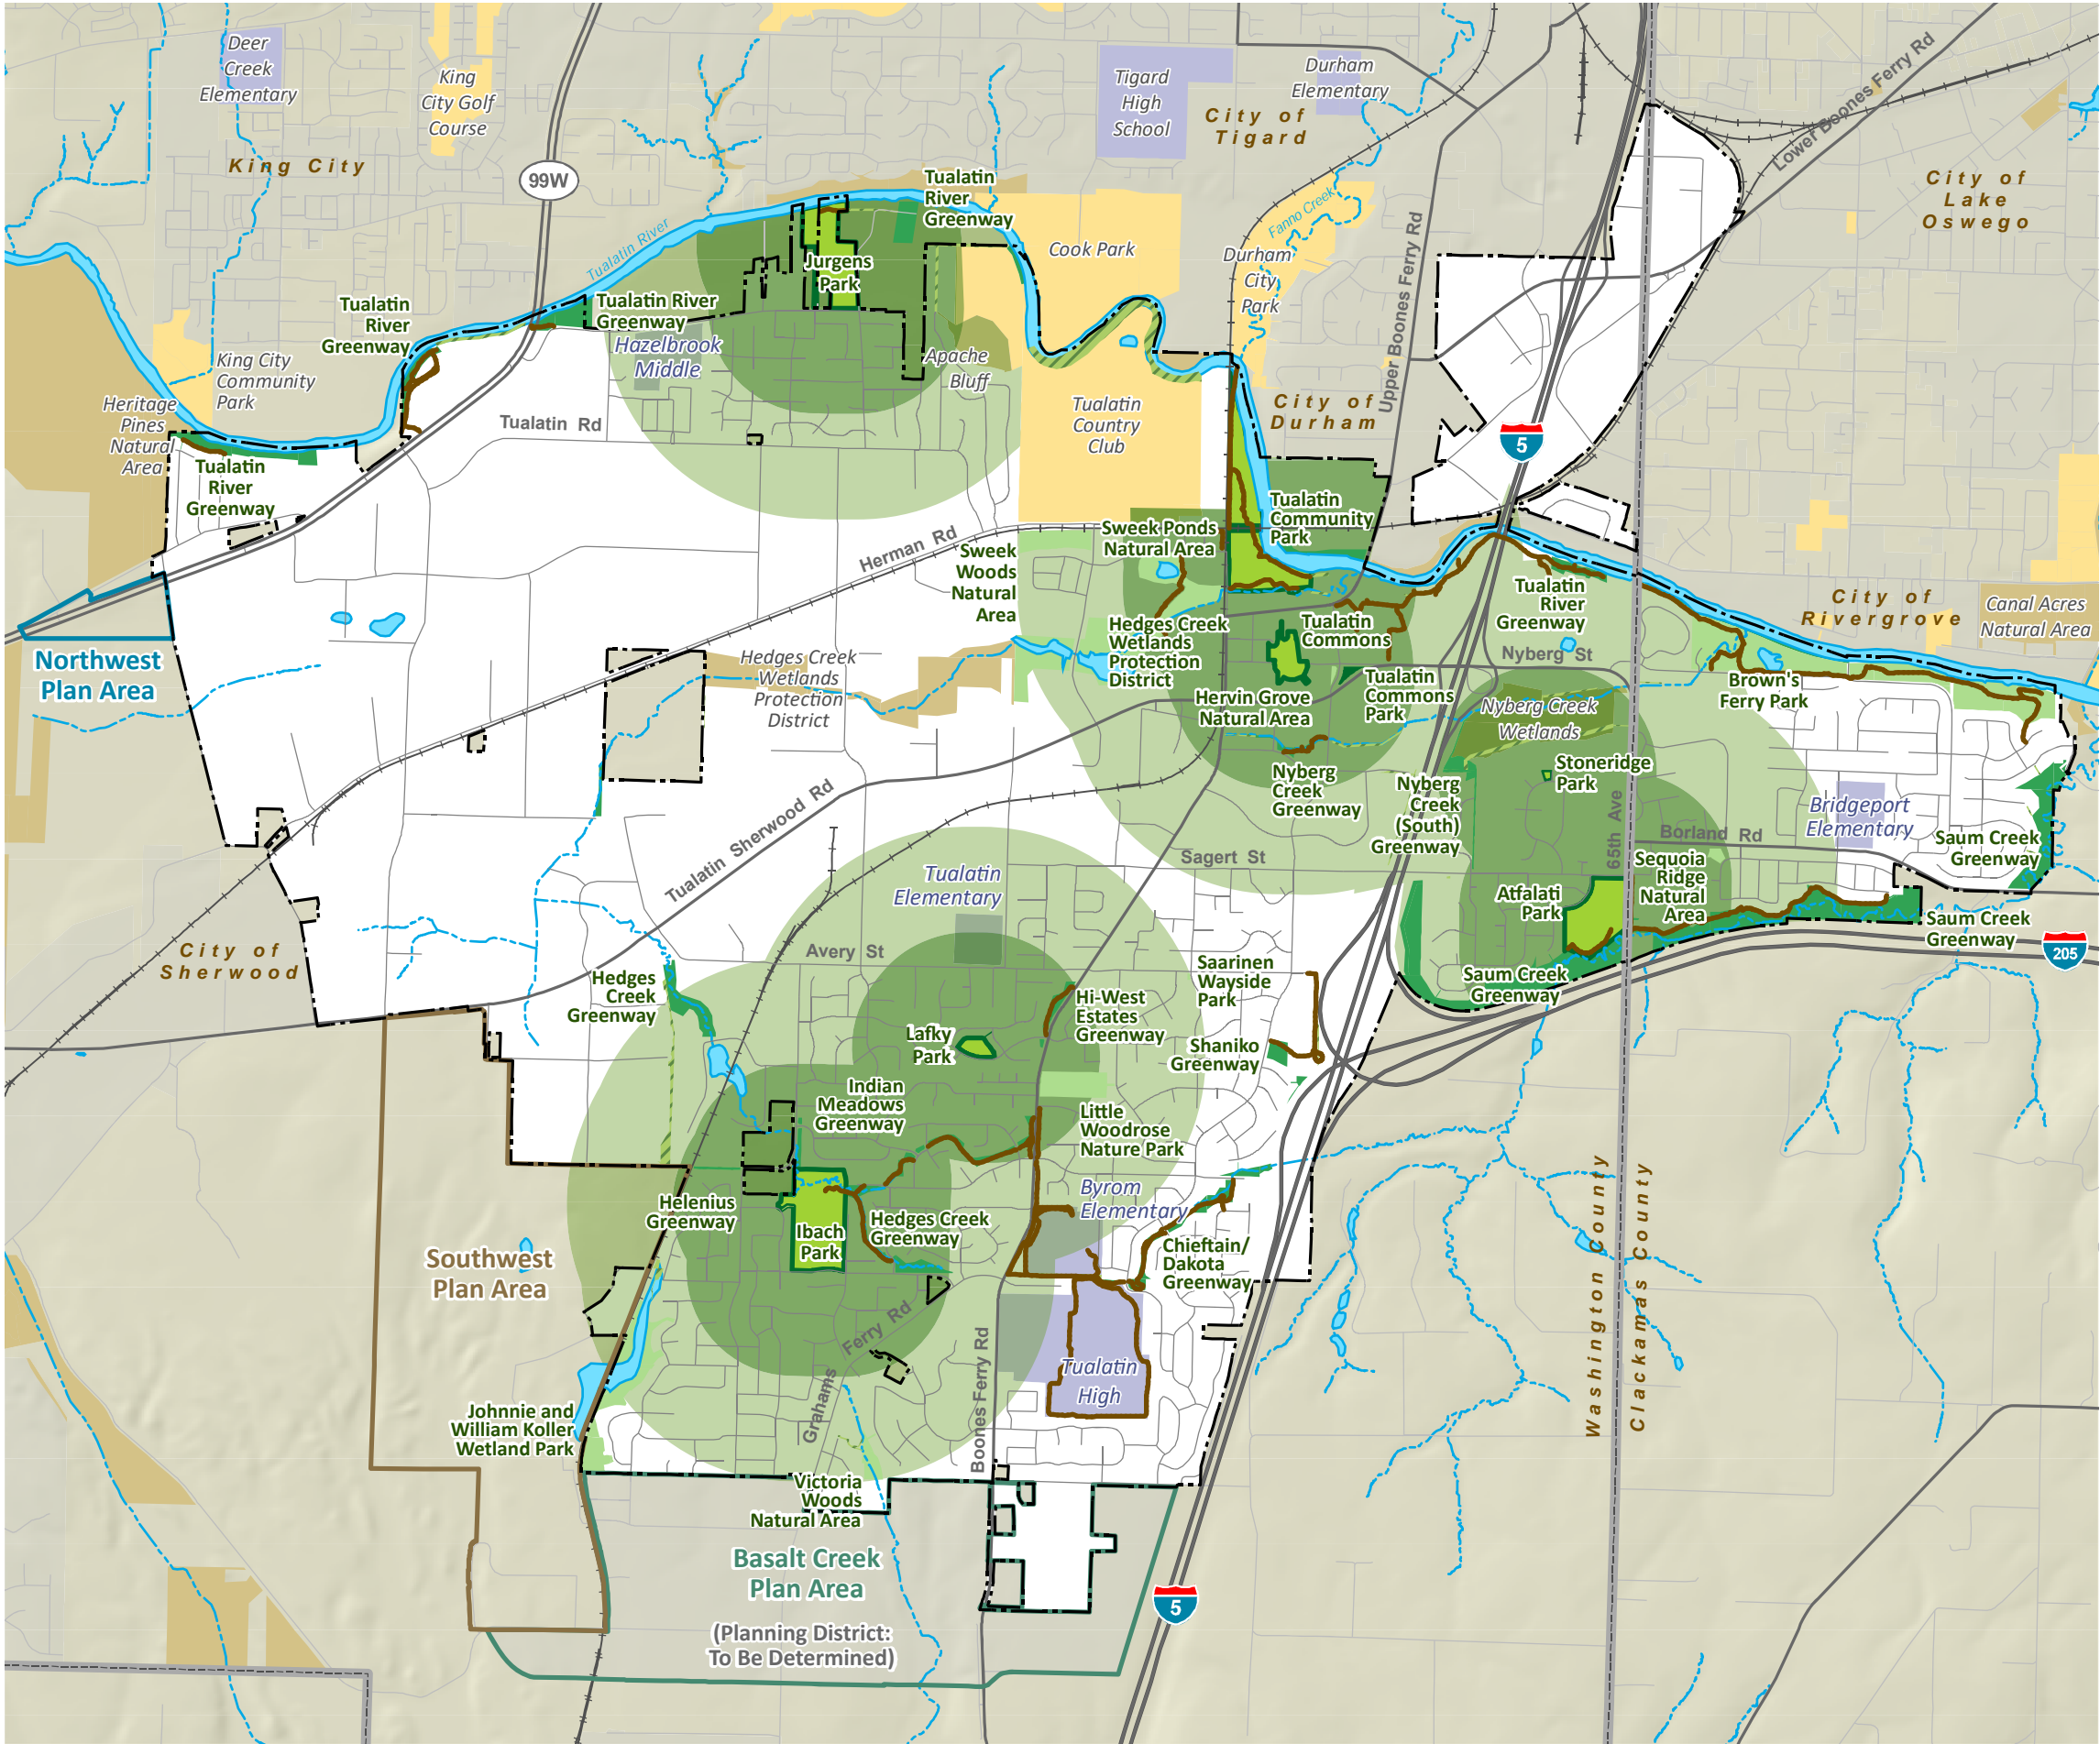 Deer
Creek
Elementary
King
City Golf
Course
King City
99W
Tigard
High
School
Durham
Elementary
City of
Tigard
Lower Boones Ferry Rd
City of
Lake
Oswego
Tualatin
River
Greenway
Tualatin River
Cook Park
Fanno Creek
Durham
City
Park
Upper Boones Ferry Rd
Jurgens
Park
Tualatin
River
Greenway
Tualatin River
Greenway
Hazelbrook
Middle
Apache
Bluff
King City
Community
Park
Heritage
Pines
Natural
Area
Tualatin
River
Greenway
Tualatin Rd
Tualatin
Country
Club
City of
Durham
5
Tualatin
Community
Park
Sweek Ponds
Natural Area
Herman Rd
Sweek
Woods
Natural
Area
Hedges Creek
Wetlands
Protection
District
Tualatin
Commons
Tualatin
River
Greenway
City of
Rivergrove
Canal Acres
Natural Area
Northwest
Plan Area
Hedges Creek
Wetlands
Protection
District
Nyberg St
Hervin Grove
Natural Area
Tualatin
Commons
Park
Brown's
Ferry Park
Nyberg Creek
Wetlands
Nyberg
Creek
Greenway
Nyberg
Creek
(South)
Greenway
Stoneridge
Park
65th Ave
Bridgeport
Elementary
Borland Rd
Saum Creek
Greenway
Tualatin Sherwood Rd
Sagert St
Tualatin
Elementary
Sequoia
Ridge
Natural
Area
Atfalati
Park
Saum Creek
Greenway
205
City of
Sherwood
Avery St
Hedges
Creek
Greenway
Saarinen
Wayside
Park
Saum Creek
Greenway
Hi-West
Estates
Greenway
Lafky
Park
Shaniko
Greenway
Indian
Meadows
Greenway
Little
Woodrose
Nature Park
Byrom
Elementary
Helenius
Greenway
Ibach
Park
Hedges Creek
Greenway
Chieftain/
Dakota
Greenway
Washington County
Clackamas County
Southwest
Plan Area
Grahams Ferry Rd
Boones Ferry Rd
Tualatin
High
Johnnie and
William Koller
Wetland Park
Victoria
Woods
Natural Area
Basalt Creek
Plan Area
5
(Planning District:
To Be Determined)